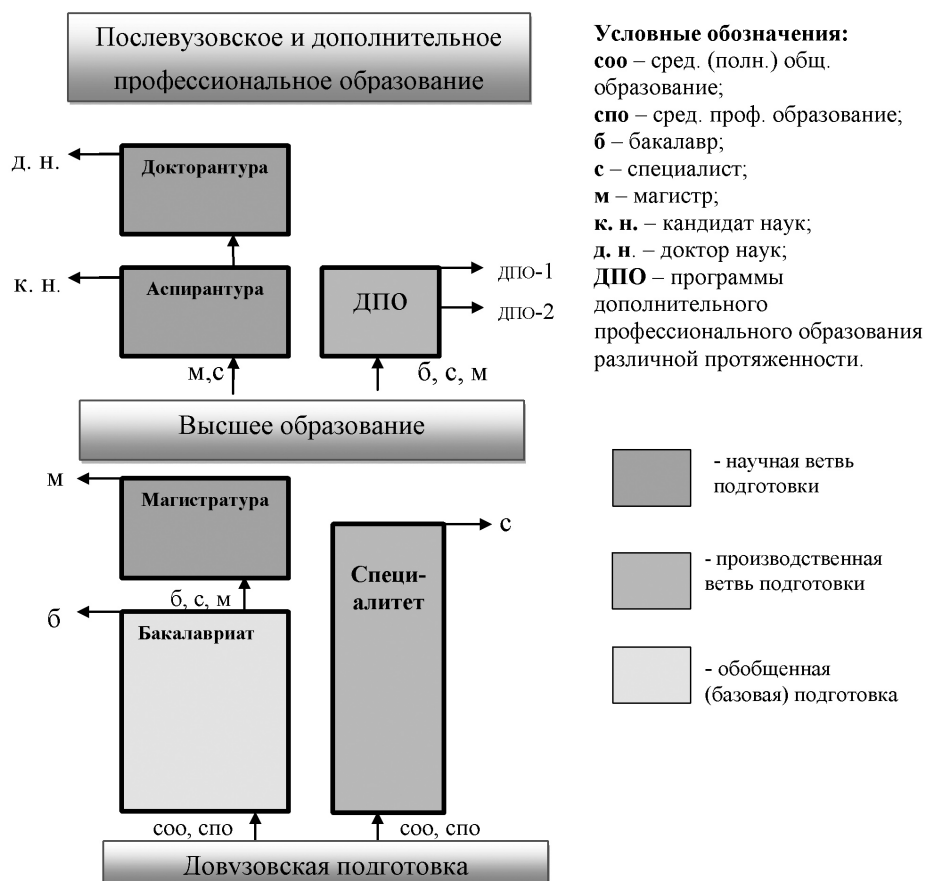 Послевузовское и дополнительное
профессиональное образование
д. н.
Докторантура
к. н.
Аспирантура
ДПО
ДПО-1
ДПО-2
м,с
б, с, м
Высшее образование
м
Магистратура
с
Специ-
алитет
б, с, м
б
Бакалавриат
соо, спо
соо, спо
Довузовская подготовка
Условные обозначения:
соо – сред. (полн.) общ.
образование;
спо – сред. проф. образование;
б – бакалавр;
с – специалист;
м – магистр;
к. н. – кандидат наук;
д. н. – доктор наук;
ДПО – программы
дополнительного
профессионального образования
различной протяженности.
- научная ветвь
подготовки
- производственная
ветвь подготовки
- обобщенная
(базовая) подготовка